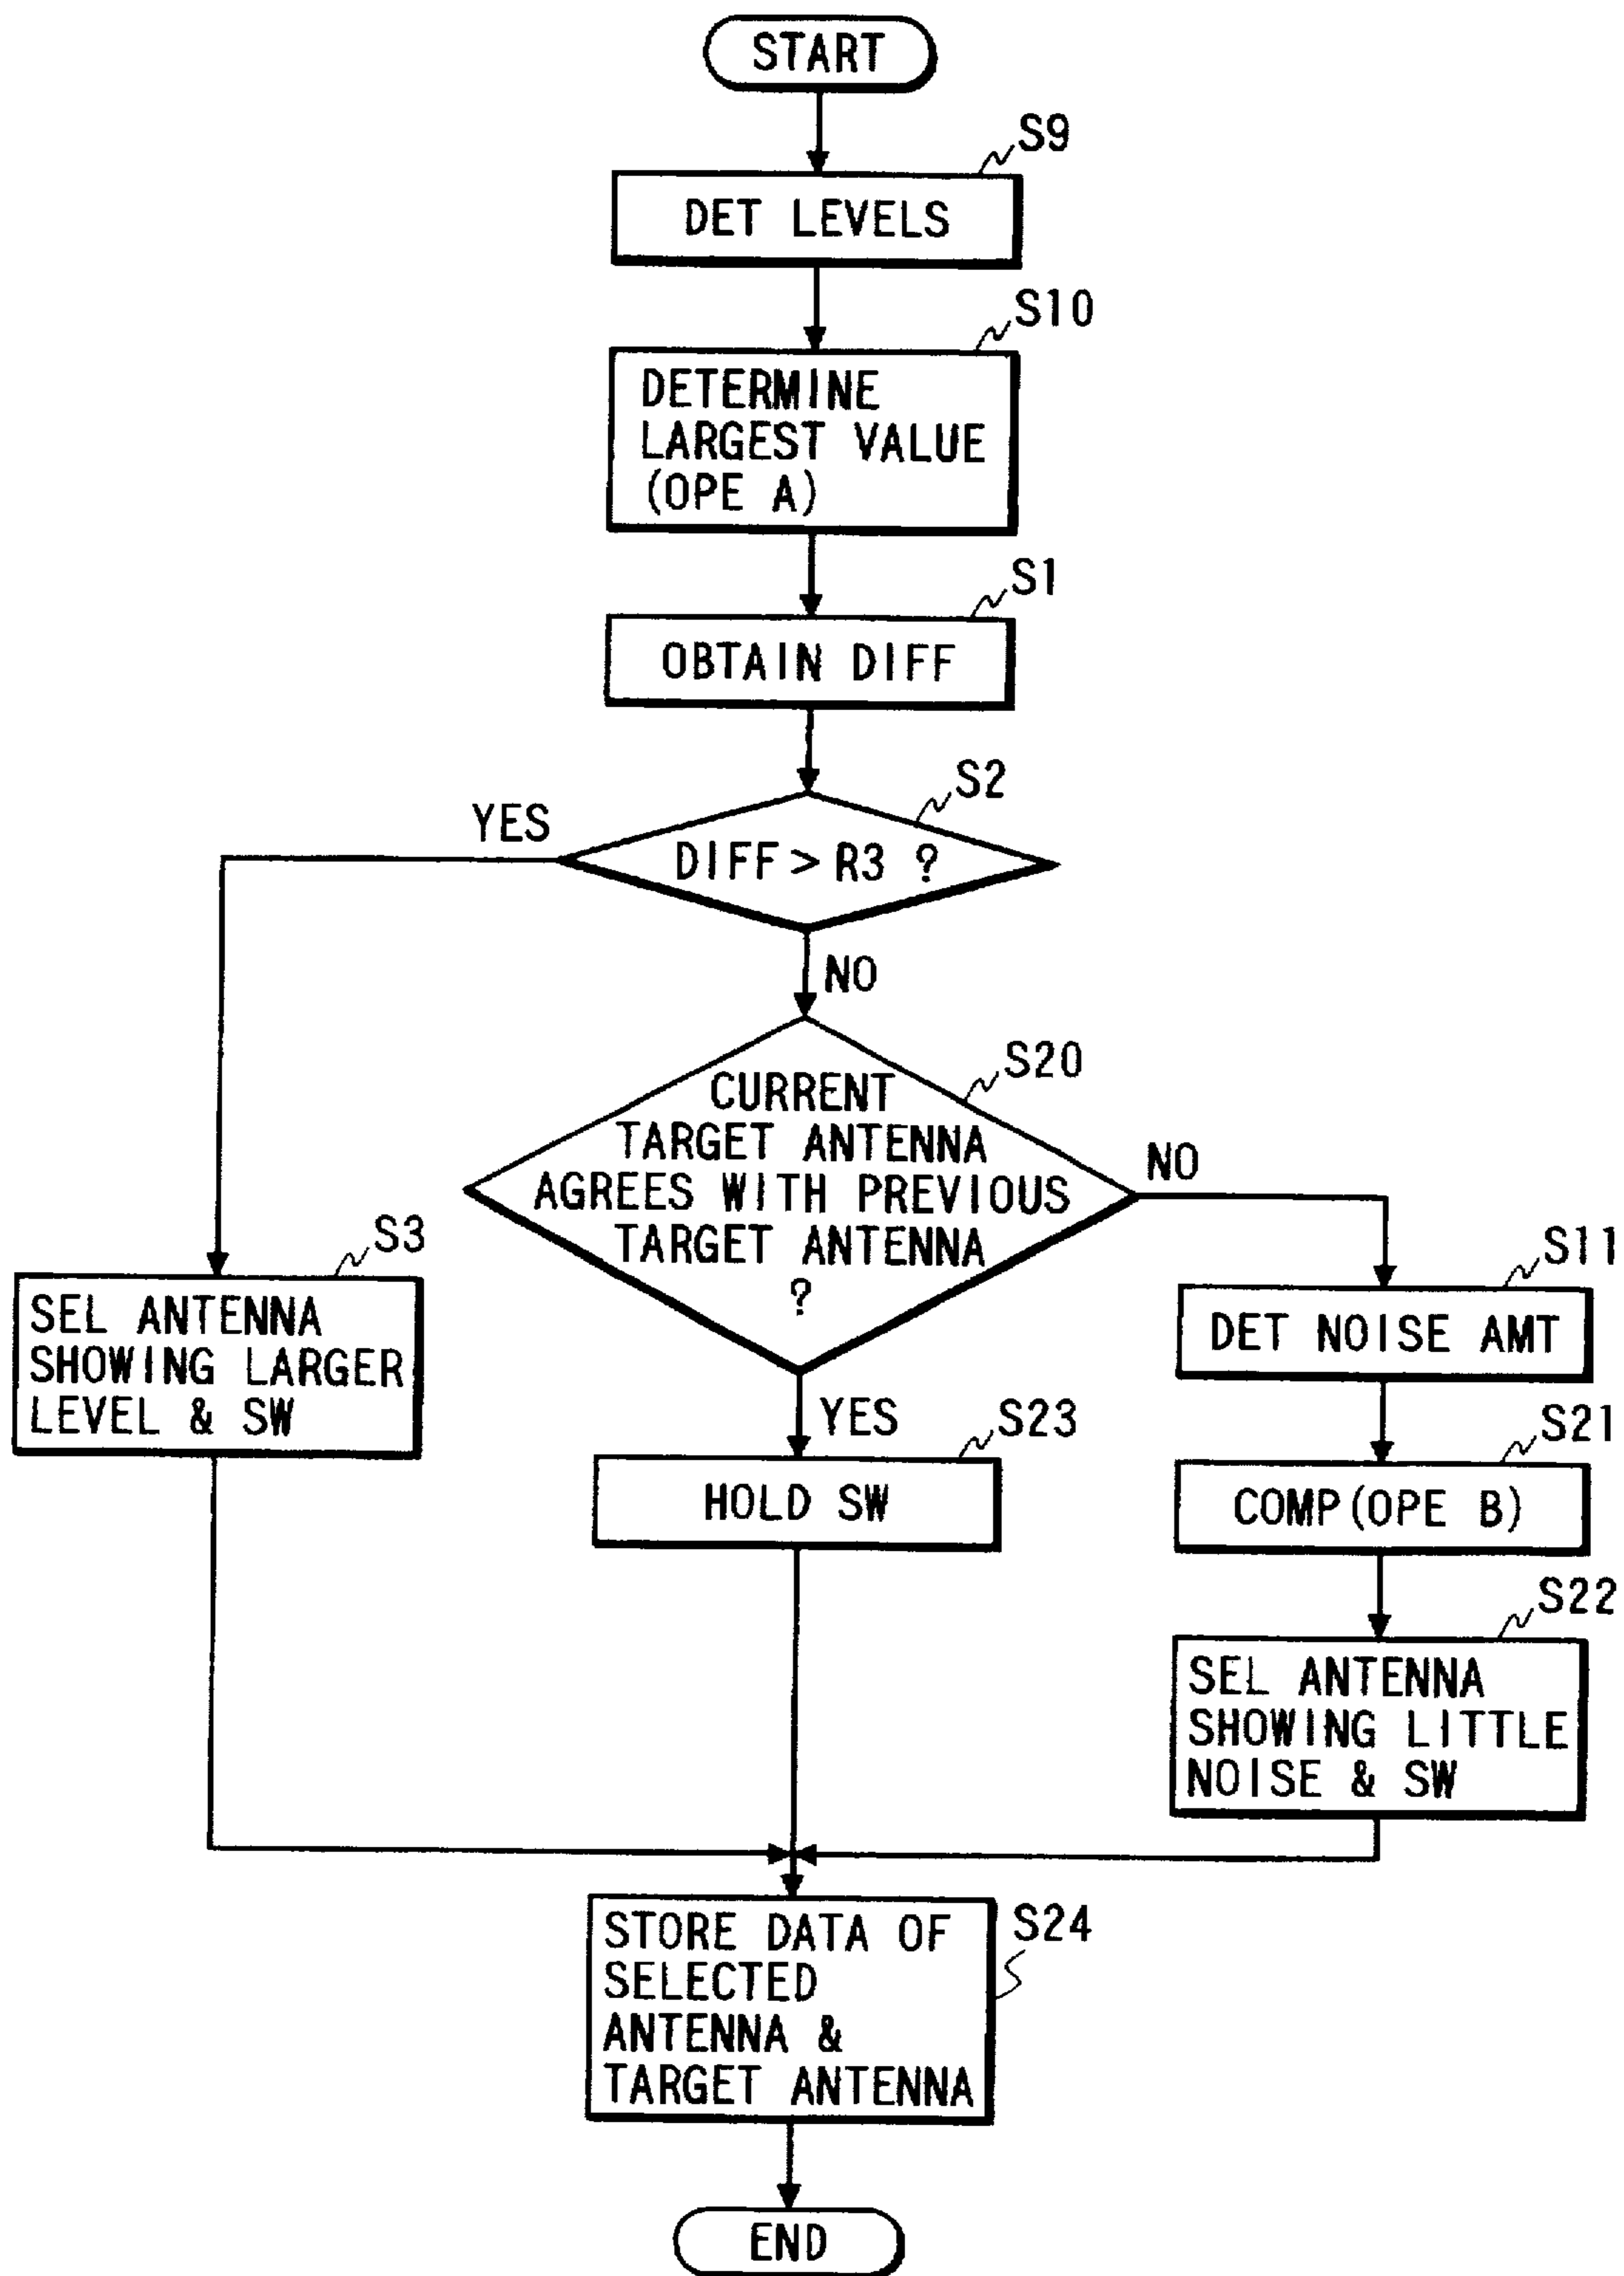 START
S9
DET LEVELS
S10
DETERMINE
LARGEST VALUE
(OPE A)
S1
OBTAIN DIFF
S2
YES
DIFF > R3 ?
NO
S20
CURRENT
TARGET ANTENNA
AGREES WITH PREVIOUS
TARGET ANTENNA
?
NO
S3
SEL ANTENNA
SHOWING LARGER
LEVEL & SW
YES
S23
HOLD SW
S11
DET NOISE AMT
S21
COMP(OPE B)
S22
SEL ANTENNA
SHOWING LITTLE
NOISE & SW
STORE DATA OF
SELECTED
ANTENNA &
TARGET ANTENNA
S24
END